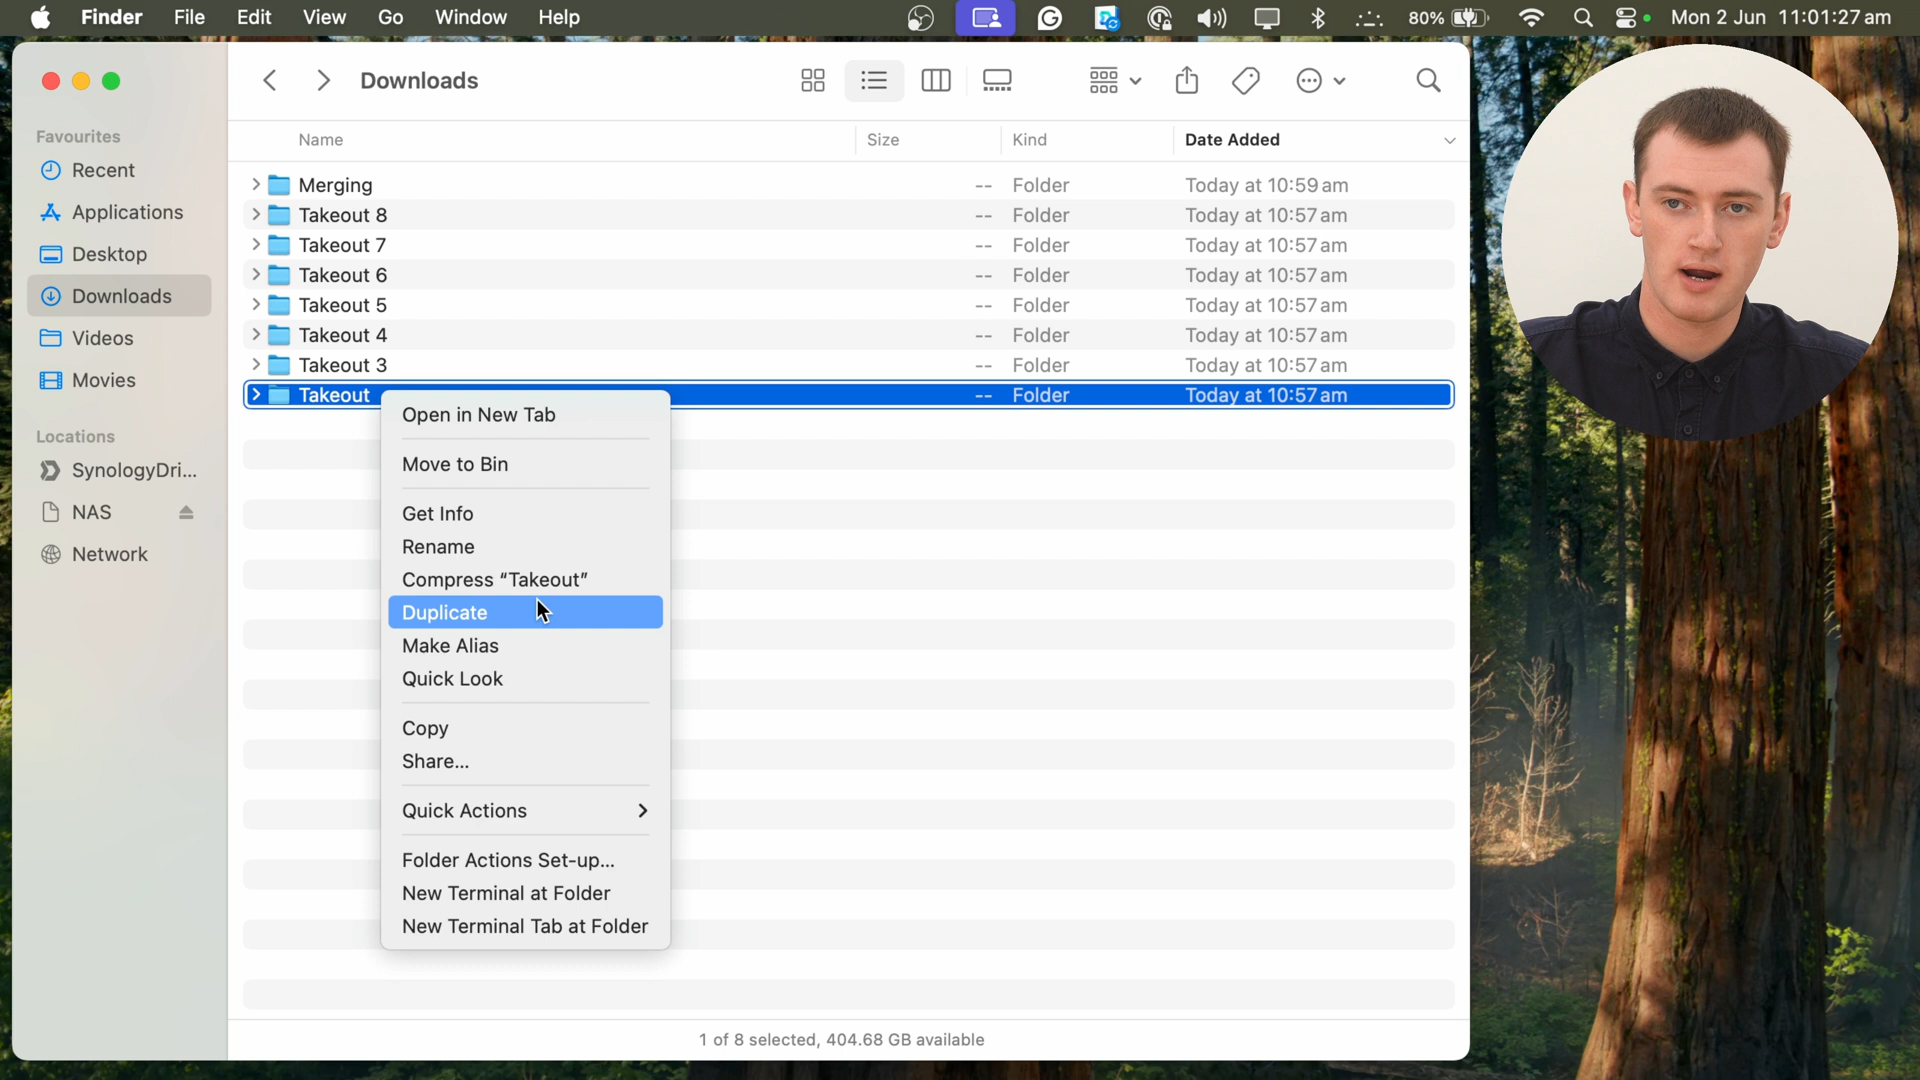 Finder File Edit View Go Window Help 80% Mon 2 Jun 11:01:27 am
Downloads
Favourites
Recent
Applications
Desktop
Downloads
Videos
Movies
Locations
SynologyDri...
NAS
Network
Name Size Kind Date Added
Merging -- Folder Today at 10:59 am
Takeout 8 -- Folder Today at 10:57 am
Takeout 7 -- Folder Today at 10:57 am
Takeout 6 -- Folder Today at 10:57 am
Takeout 5 -- Folder Today at 10:57 am
Takeout 4 -- Folder Today at 10:57 am
Takeout 3 -- Folder Today at 10:57 am
Takeout -- Folder Today at 10:57 am
Open in New Tab
Move to Bin
Get Info
Rename
Compress “Takeout”
Duplicate
Make Alias
Quick Look
Copy
Share...
Quick Actions
Folder Actions Set-up...
New Terminal at Folder
New Terminal Tab at Folder
1 of 8 selected, 404.68 GB available